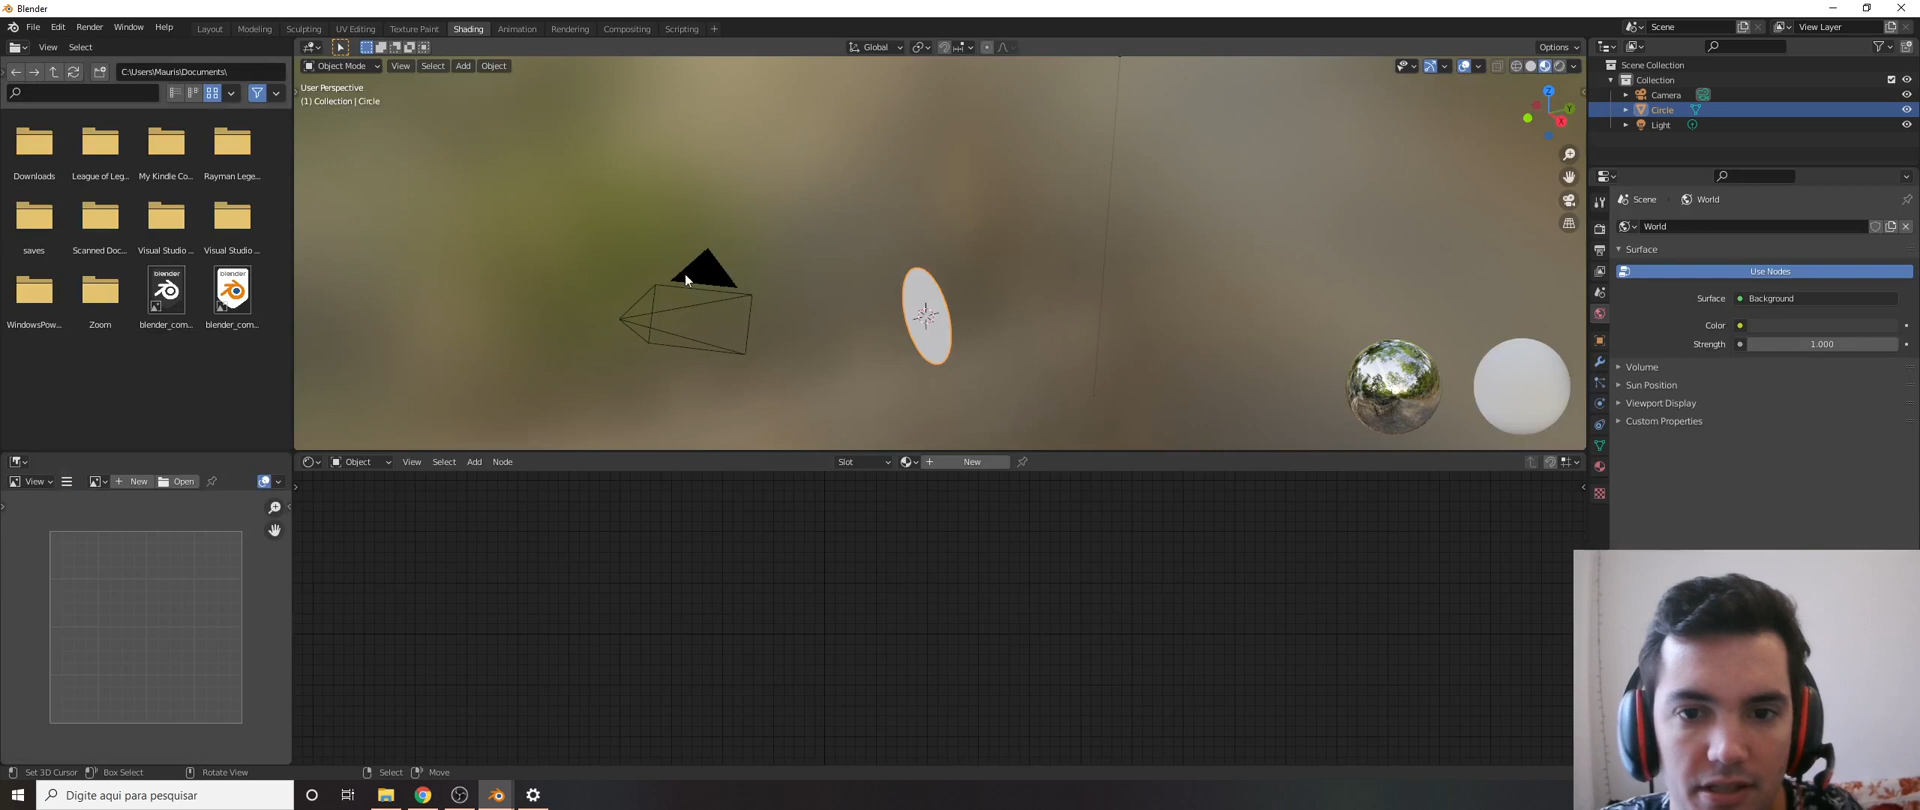 Blender
File Edit Render Window Help
Layout Modeling Sculpting UV Editing Texture Paint Shading Animation Rendering Compositing Scripting +
Scene View Layer
View Select
Global Options
C:\Users\Mauris\Documents\
Object Mode View Select Add Object
User Perspective
(1) Collection | Circle
Z
Y
X
Scene Collection
Collection
Camera
Circle
Light
Downloads League of Leg... My Kindle Co... Rayman Lege...
saves Scanned Doc... Visual Studio ... Visual Studio ...
blender blender
WindowsPow... Zoom blender_com... blender_com...
Scene World
World
Surface
Use Nodes
Surface Background
Color
Strength 1.000
Volume
Sun Position
Viewport Display
Custom Properties
Object View Select Add Node Slot + New
View + New Open
Set 3D Cursor Box Select Rotate View Select Move
Digite aqui para pesquisar